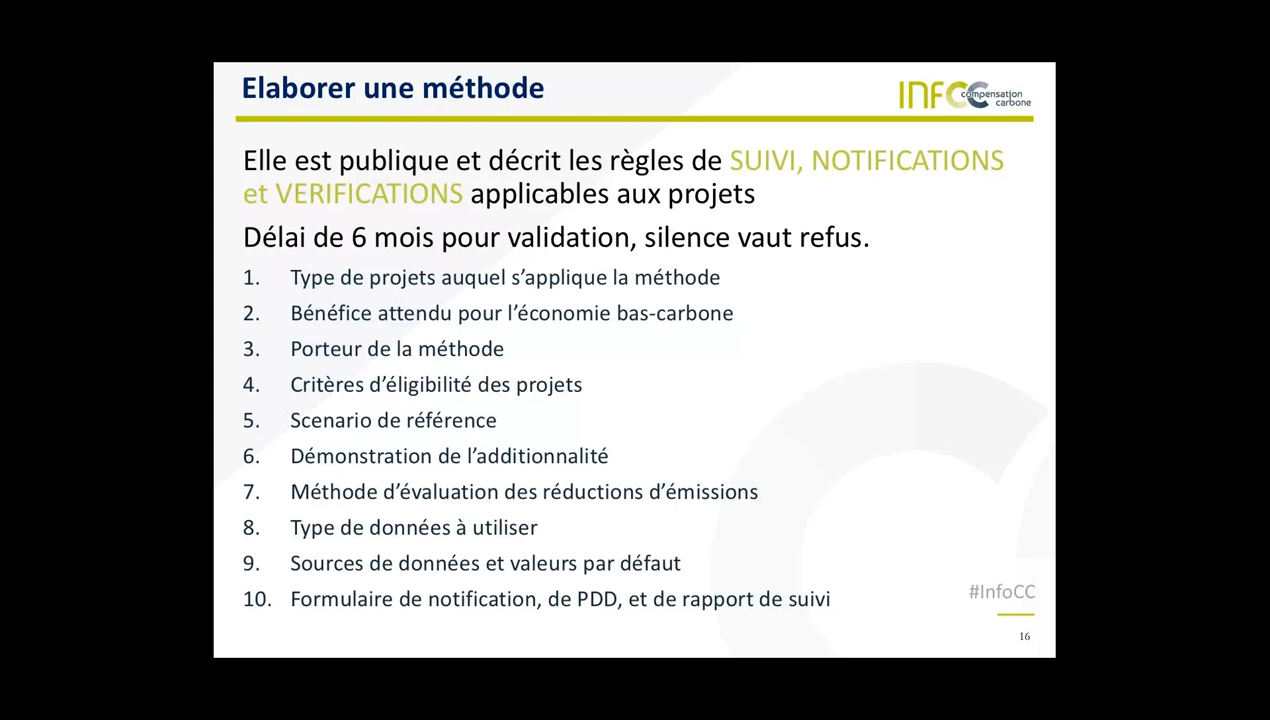 Elaborer une méthode
INFCC compensation
carbone
Elle est publique et décrit les règles de SUIVI, NOTIFICATIONS
et VERIFICATIONS applicables aux projets
Délai de 6 mois pour validation, silence vaut refus.
1. Type de projets auquel s’applique la méthode
2. Bénéfice attendu pour l’économie bas-carbone
3. Porteur de la méthode
4. Critères d’éligibilité des projets
5. Scenario de référence
6. Démonstration de l’additionnalité
7. Méthode d’évaluation des réductions d’émissions
8. Type de données à utiliser
9. Sources de données et valeurs par défaut
10. Formulaire de notification, de PDD, et de rapport de suivi
#InfoCC
16